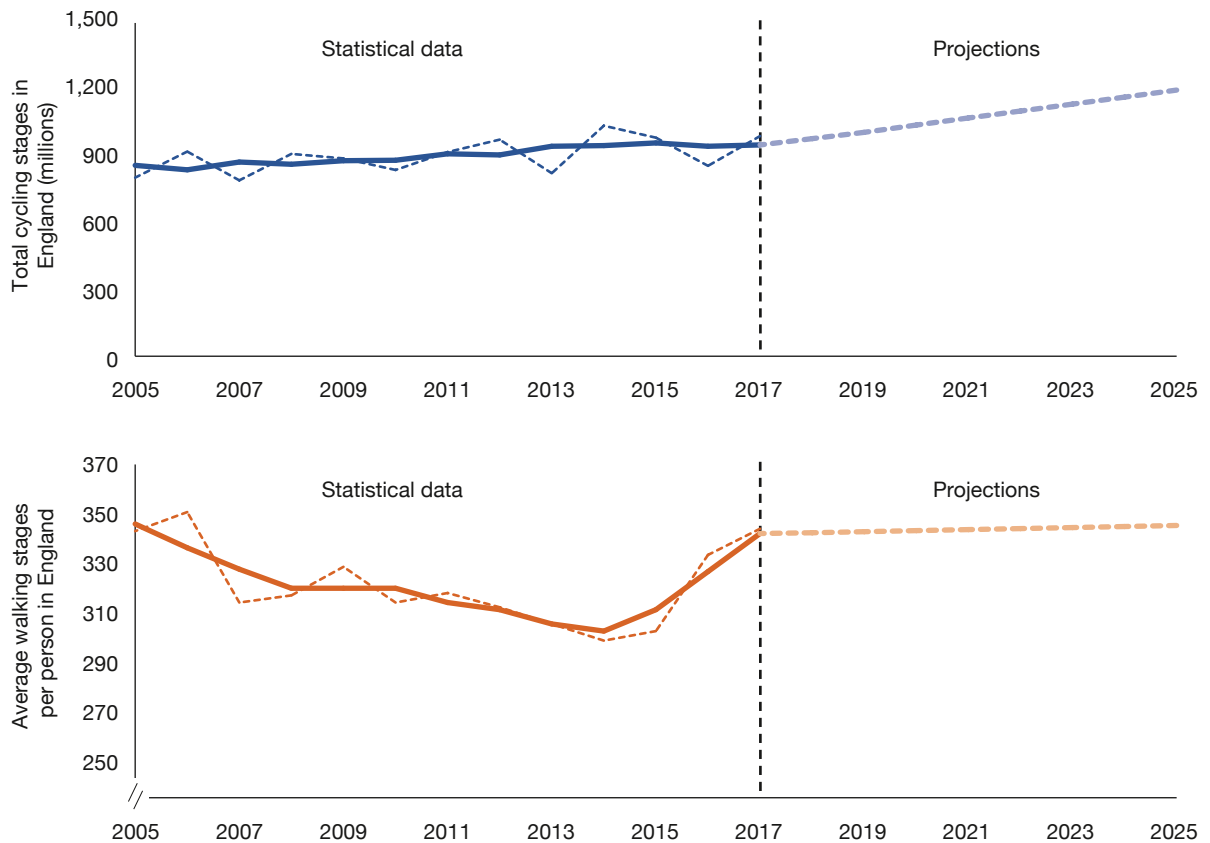 1,500
1,200
900
600
300
0
Total cycling stages in
England (millions)
Statistical data
Projections
2005 2007 2009 2011 2013 2015 2017 2019 2021 2023 2025
370
350
330
310
290
270
250
Average walking stages
per person in England
Statistical data
Projections
2005 2007 2009 2011 2013 2015 2017 2019 2021 2023 2025